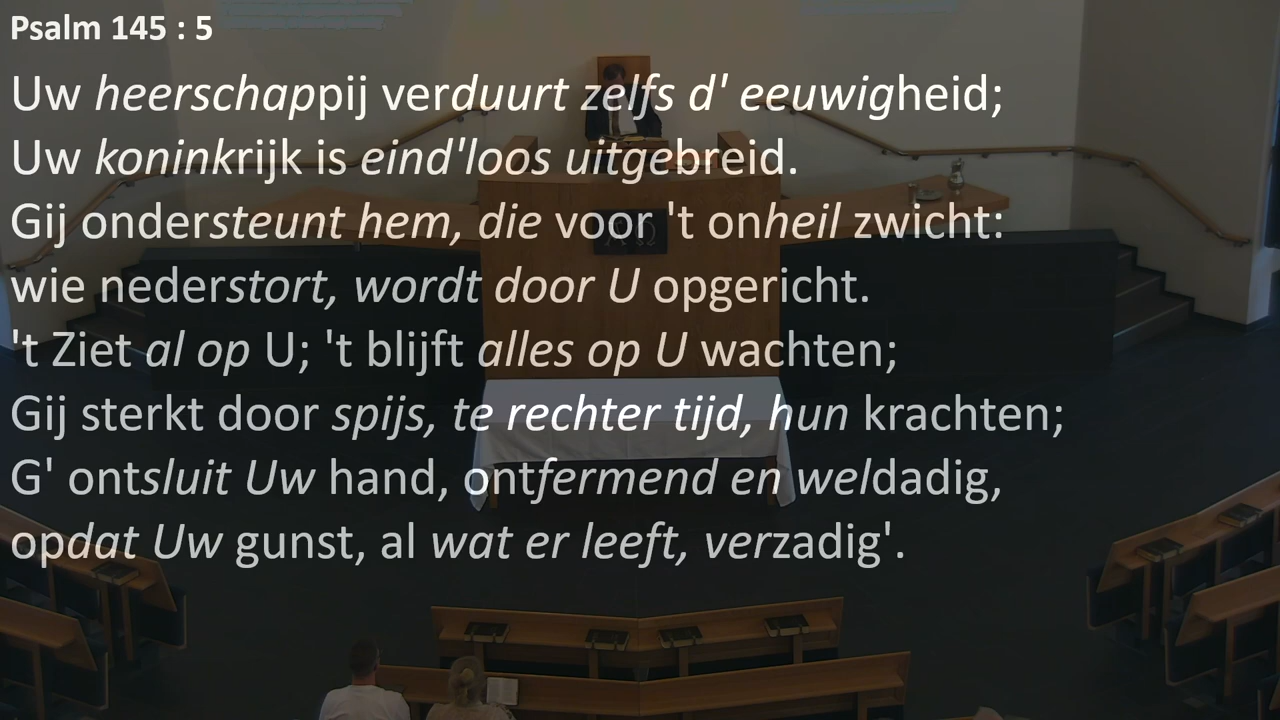 Psalm 145 : 5
Uw heerschappij verduurt zelfs d' eeuwigheid;
Uw koninkrijk is eind'loos uitgebreid.
Gij ondersteunt hem, die voor 't onheil zwicht:
wie nederstort, wordt door U opgericht.
't Ziet al op U; 't blijft alles op U wachten;
Gij sterkt door spijs, te rechter tijd, hun krachten;
G' ontsluit Uw hand, ontfermend en weldadig,
opdat Uw gunst, al wat er leeft, verzadig'.
Α Ω